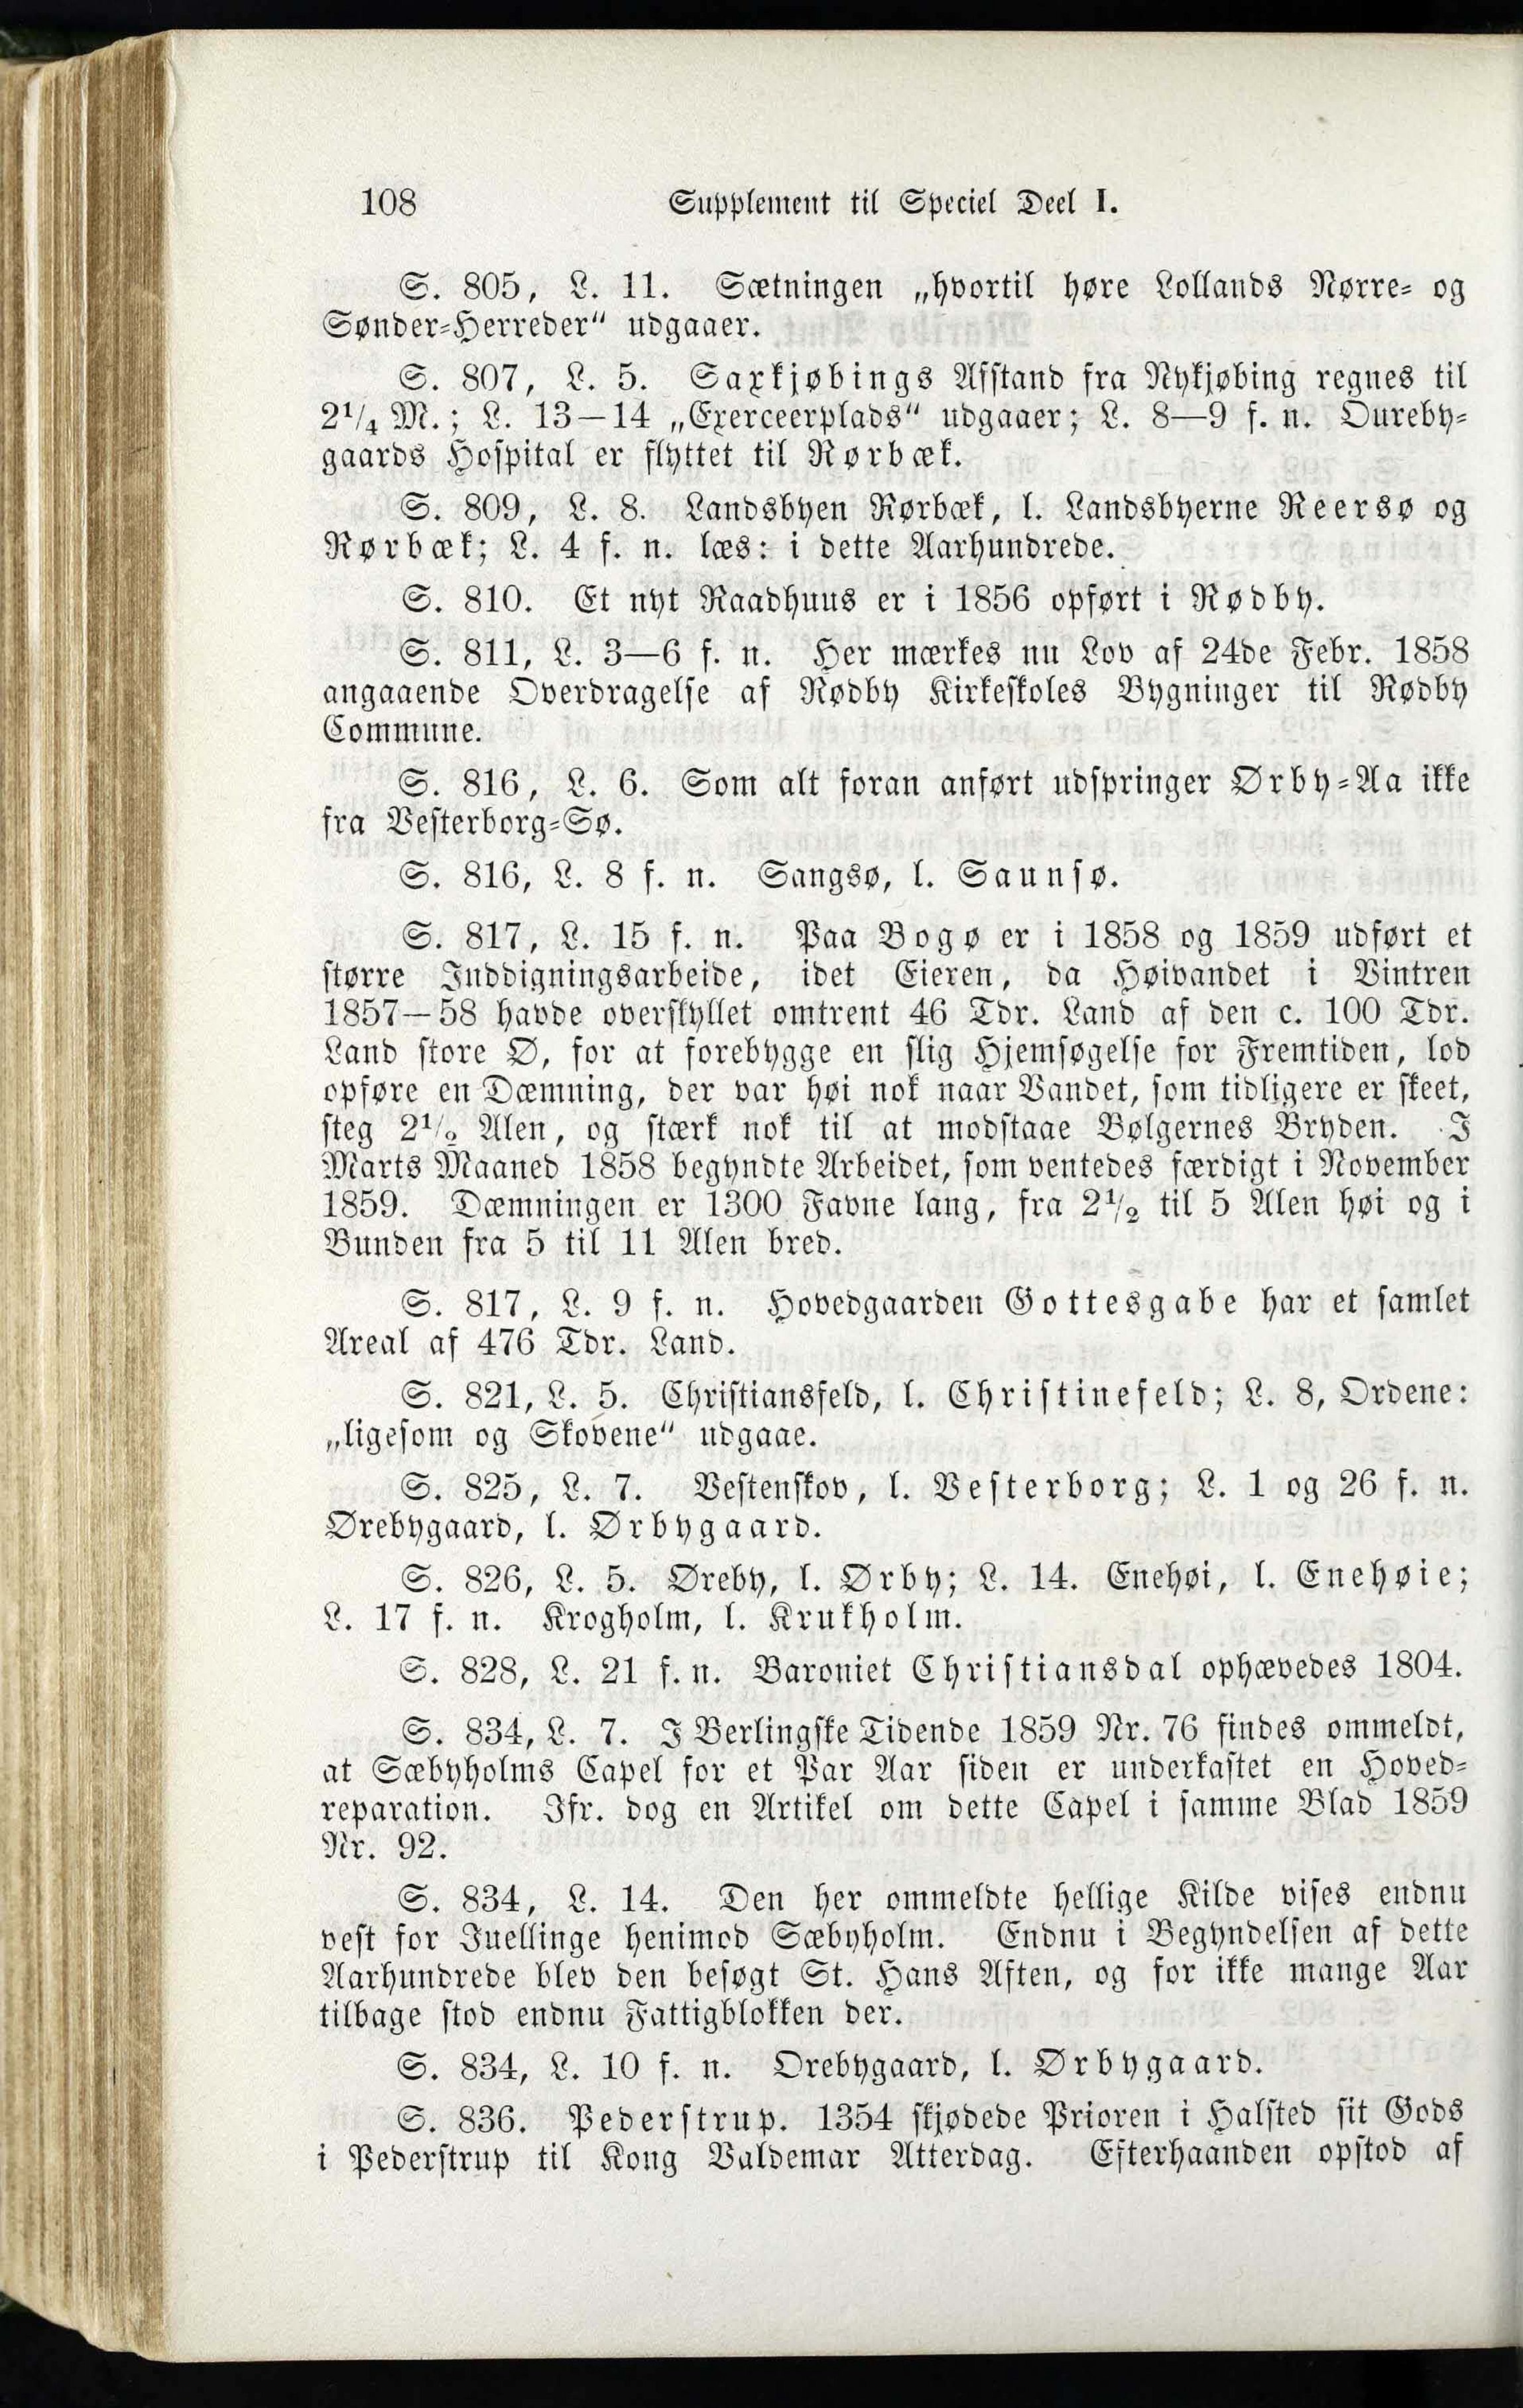 108 Supplement til Speciel Deel I.
S. 805, L. 11. Sætningen „hvortil høre Lollands Nørre- og
Sønder-Herreder“ udgaaer.
S. 807, L. 5. Saxkjøbings Afstand fra Nykjøbing regnes til
2¹/₄ M.; L. 13–14 „Exerceerplads“ udgaaer; L. 8—9 f. n. Oureby-
gaards Hospital er flyttet til Rørbæk.
S. 809, L. 8. Landsbyen Rørbæk, l. Landsbyerne Reersø og
Rørbæk; L. 4 f. n. læs: i dette Aarhundrede.
S. 810. Et nyt Raadhuus er i 1856 opført i Rødby.
S. 811, L. 3—6 f. n. Her mærkes nu Lov af 24de Febr. 1858
angaaende Overdragelse af Rødby Kirkeskoles Bygninger til Rødby
Commune.
S. 816, L. 6. Som alt foran anført udspringer Ørby-Aa ikke
fra Vesterborg-Sø.
S. 816, L. 8 f. n. Sangsø, l. Saunsø.
S. 817, L. 15 f. n. Paa Bogø er i 1858 og 1859 udført et
større Inddigningsarbeide, idet Eieren, da Høivandet i Vintren
1857–58 havde overskyllet omtrent 46 Tdr. Land af den c. 100 Tdr.
Land store Ø, for at forebygge en slig Hjemsøgelse for Fremtiden, lod
opføre en Dæmning, der var høi nok naar Vandet, som tidligere er skeet,
steg 2¹/₂ Alen, og stærk nok til at modstaae Bølgernes Bryden. I
Marts Maaned 1858 begyndte Arbeidet, som ventedes færdigt i November
1859. Dæmningen er 1300 Favne lang, fra 2¹/₂ til 5 Alen høi og i
Bunden fra 5 til 11 Alen bred.
S. 817, L. 9 f. n. Hovedgaarden Gottesgabe har et samlet
Areal af 476 Tdr. Land.
S. 821, L. 5. Christiansfeld, l. Christinefeld; L. 8, Ordene:
„ligesom og Skovene“ udgaae.
S. 825, L. 7. Vestenskov, l. Vesterborg; L. 1 og 26 f. n.
Ørebygaard, l. Ørbygaard.
S. 826, L. 5. Øreby, l. Ørby; L. 14. Enehøi, l. Enehøie;
L. 17 f. n. Krogholm, l. Krukholm.
S. 828, L. 21 f. n. Baroniet Christiansdal ophævedes 1804.
S. 834, L. 7. I Berlingske Tidende 1859 Nr. 76 findes ommeldt,
at Sæbyholms Capel for et Par Aar siden er underkastet en Hoved-
reparation. Jfr. dog en Artikel om dette Capel i samme Blad 1859
Nr. 92.
S. 834, L. 14. Den her ommeldte hellige Kilde vises endnu
vest for Juellinge henimod Sæbyholm. Endnu i Begyndelsen af dette
Aarhundrede blev den besøgt St. Hans Aften, og for ikke mange Aar
tilbage stod endnu Fattigblokken der.
S. 834, L. 10 f. n. Orebygaard, l. Ørbygaard.
S. 836. Pederstrup. 1354 skjødede Prioren i Halsted sit Gods
i Pederstrup til Kong Valdemar Atterdag. Efterhaanden opstod af